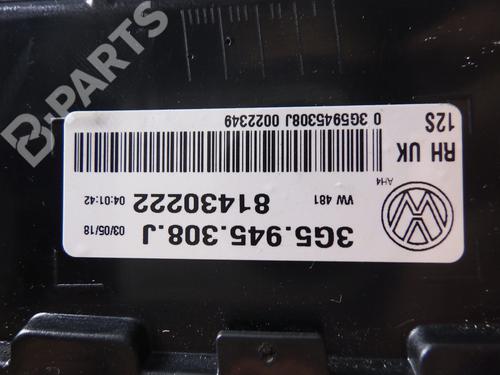 B-PARTS
3G5.945.308.J
03/05/18
81430222
04:01:42
VW 481
AH4
RH UK
12S
0 3G5945308J 0022349